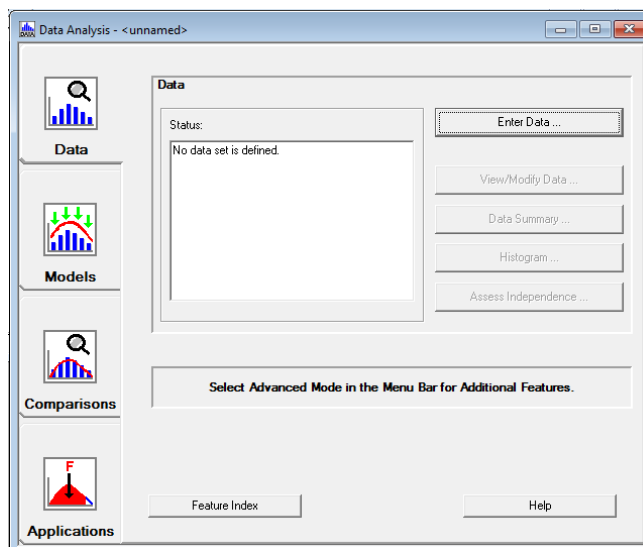 Data Analysis - <unnamed>
Data
Models
Comparisons
F
Applications
Data
Status:
No data set is defined.
Enter Data ...
View/Modify Data ...
Data Summary ...
Histogram ...
Assess Independence ...
Select Advanced Mode in the Menu Bar for Additional Features.
Feature Index
Help